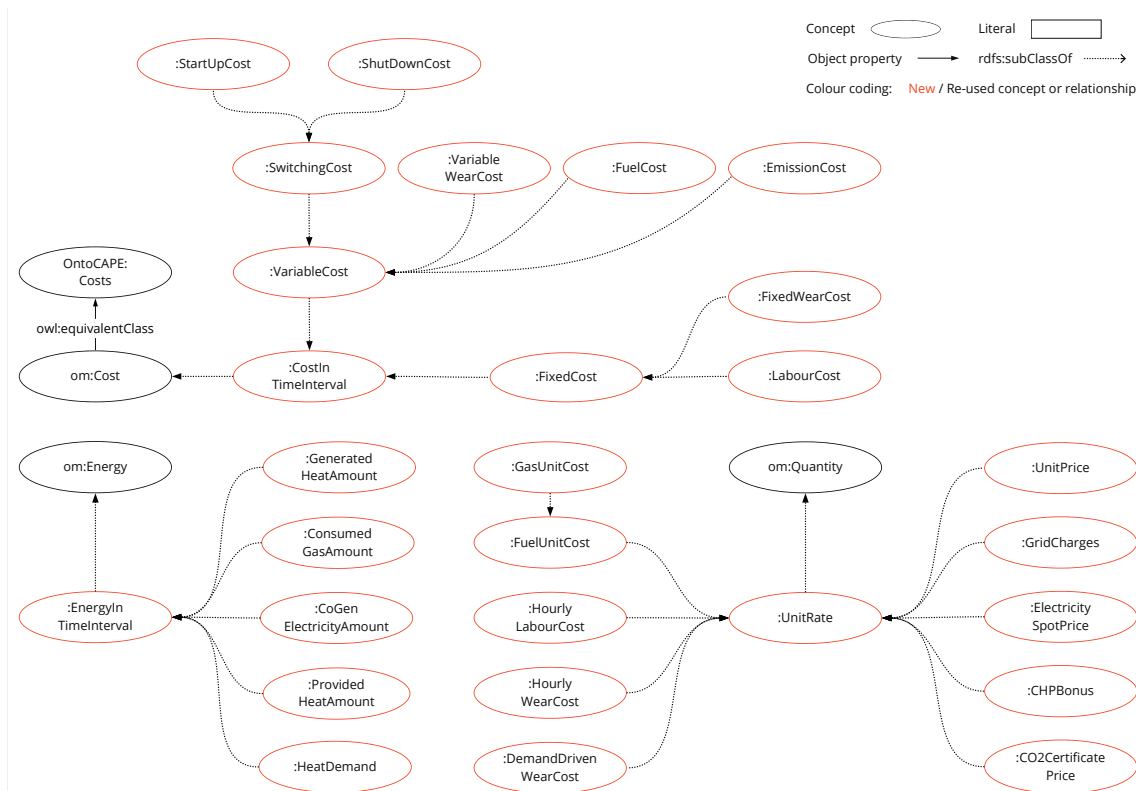 Concept
Literal
Object property
rdfs:subClassOf
Colour coding: New / Re-used concept or relationship
:StartUpCost
:ShutDownCost
:SwitchingCost
:Variable
WearCost
:FuelCost
:EmissionCost
OntoCAPE:
Costs
:VariableCost
owl:equivalentClass
:FixedWearCost
om:Cost
:CostIn
TimeInterval
:FixedCost
:LabourCost
om:Energy
:Generated
HeatAmount
:GasUnitCost
om:Quantity
:UnitPrice
:Consumed
GasAmount
:FuelUnitCost
:GridCharges
:EnergyIn
TimeInterval
:CoGen
ElectricityAmount
:Hourly
LabourCost
:UnitRate
:Electricity
SpotPrice
:Provided
HeatAmount
:Hourly
WearCost
:CHPBonus
:HeatDemand
:DemandDriven
WearCost
:CO2Certificate
Price